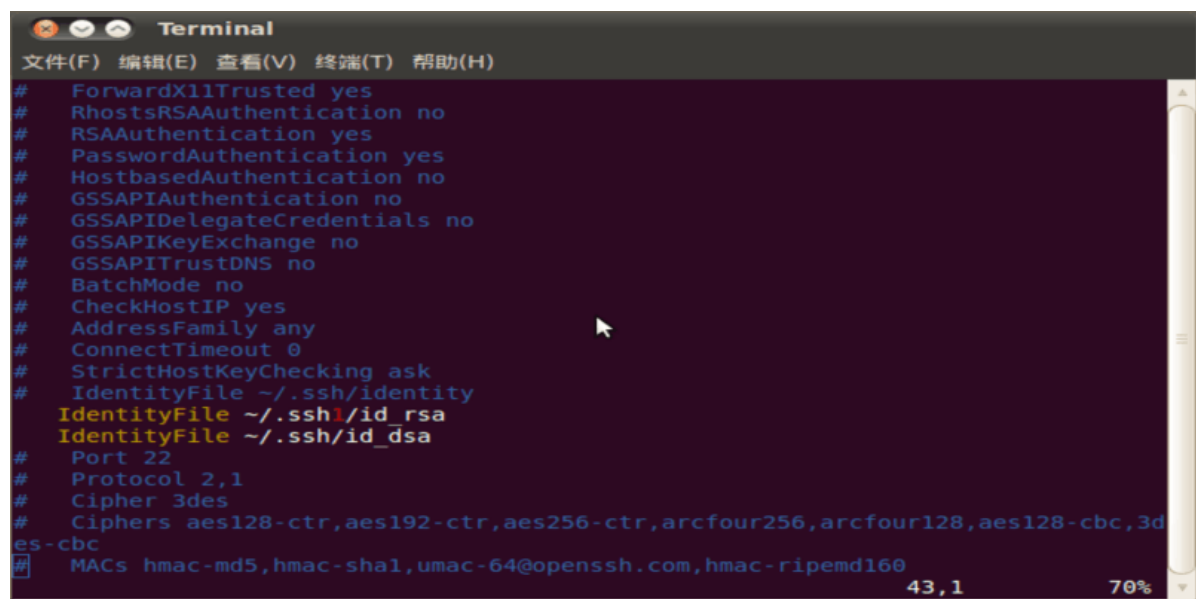 Terminal
文件(F) 编辑(E) 查看(V) 终端(T) 帮助(H)
#   ForwardX11Trusted yes
#   RhostsRSAAuthentication no
#   RSAAuthentication yes
#   PasswordAuthentication yes
#   HostbasedAuthentication no
#   GSSAPIAuthentication no
#   GSSAPIDelegateCredentials no
#   GSSAPIKeyExchange no
#   GSSAPITrustDNS no
#   BatchMode no
#   CheckHostIP yes
#   AddressFamily any
#   ConnectTimeout 0
#   StrictHostKeyChecking ask
#   IdentityFile ~/.ssh/identity
   IdentityFile ~/.ssh1/id_rsa
   IdentityFile ~/.ssh/id_dsa
#   Port 22
#   Protocol 2,1
#   Cipher 3des
#   Ciphers aes128-ctr,aes192-ctr,aes256-ctr,arcfour256,arcfour128,aes128-cbc,3d
es-cbc
#   MACs hmac-md5,hmac-sha1,umac-64@openssh.com,hmac-ripemd160
43,1 70%